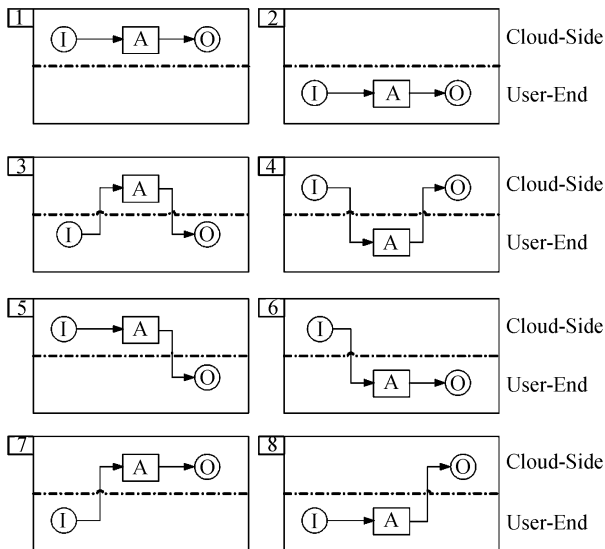 1 I A O 2 Cloud-Side
I A O User-End
3 A 4 I O Cloud-Side
I O A User-End
5 I A 6 I Cloud-Side
O A O User-End
7 A O 8 O Cloud-Side
I I A User-End